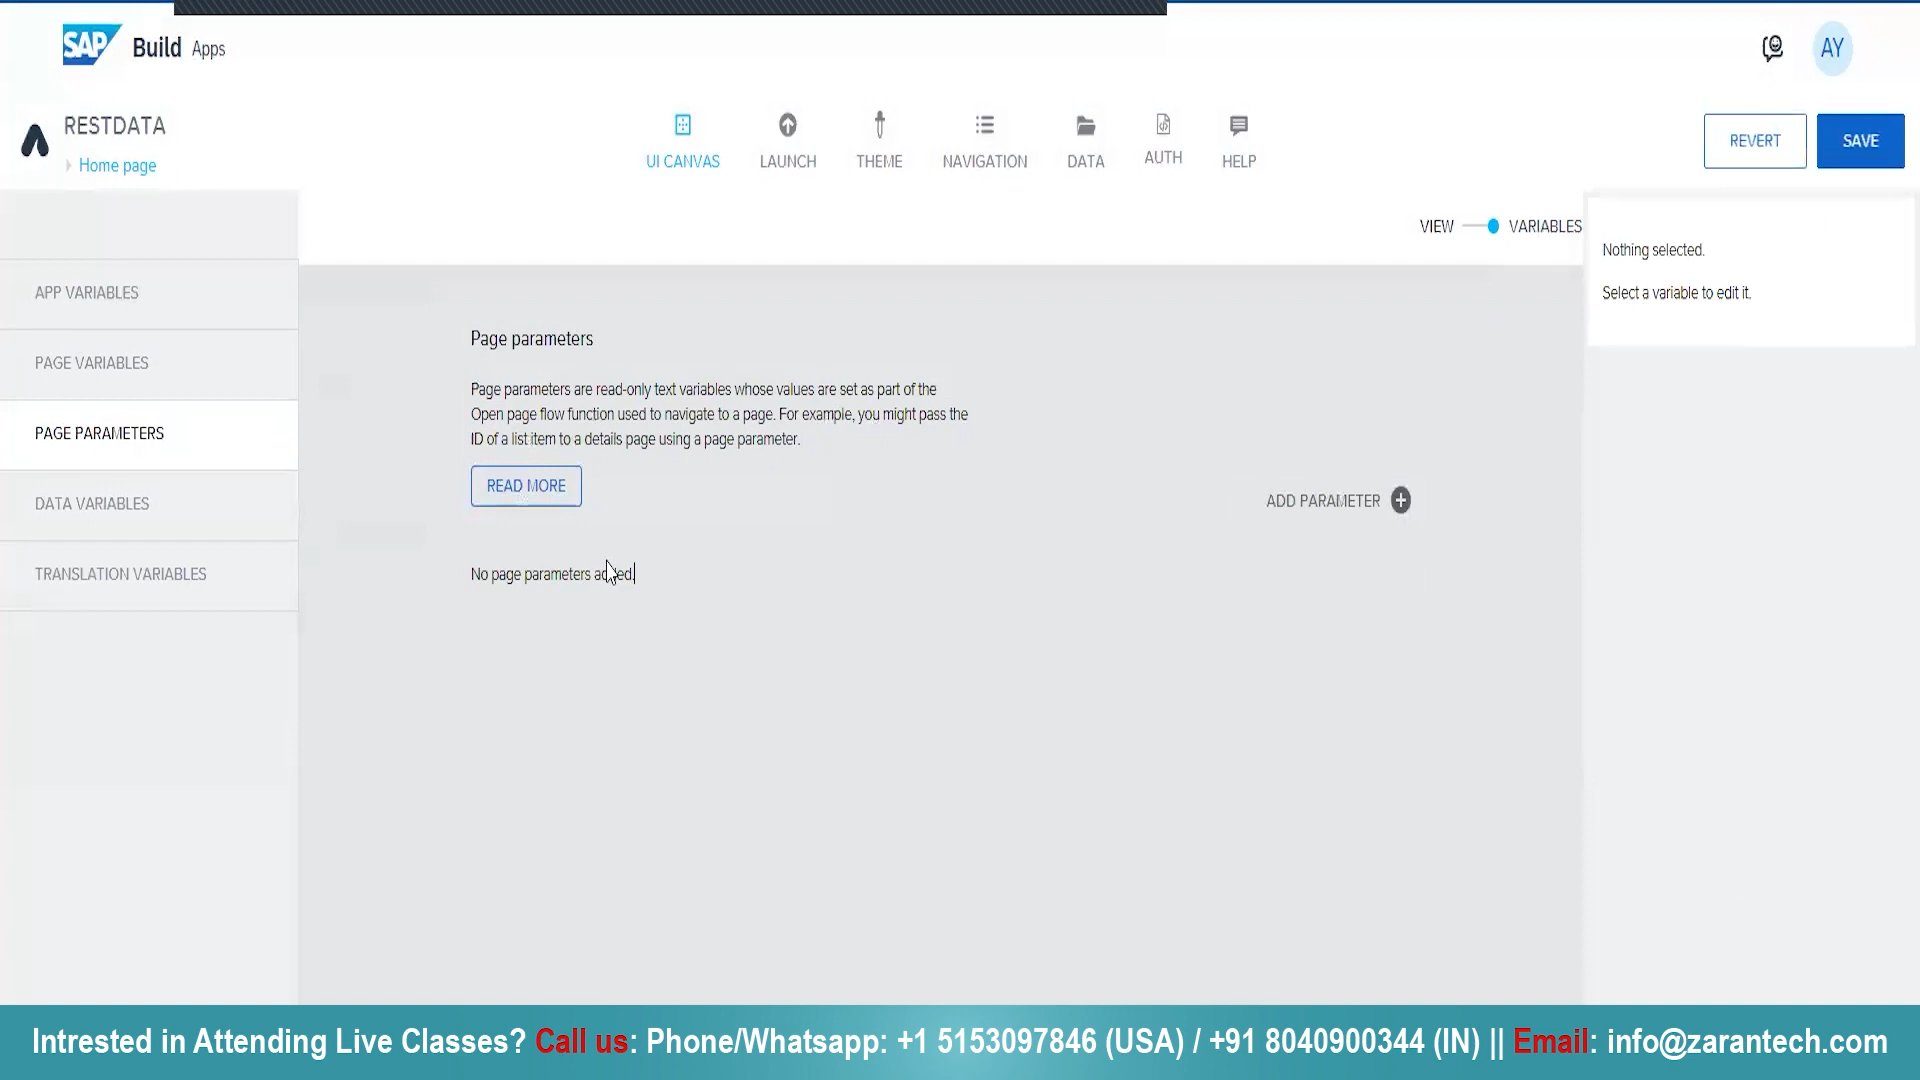 SAP Build Apps
AY
RESTDATA
Home page
UI CANVAS
LAUNCH
THEME
NAVIGATION
DATA
AUTH
HELP
REVERT
SAVE
VIEW
VARIABLES
APP VARIABLES
PAGE VARIABLES
PAGE PARAMETERS
DATA VARIABLES
TRANSLATION VARIABLES
Page parameters
Page parameters are read-only text variables whose values are set as part of the
Open page flow function used to navigate to a page. For example, you might pass the
ID of a list item to a details page using a page parameter.
READ MORE
ADD PARAMETER
No page parameters added.
Nothing selected.
Select a variable to edit it.
Intrested in Attending Live Classes? Call us: Phone/Whatsapp: +1 5153097846 (USA) / +91 8040900344 (IN) || Email: info@zarantech.com